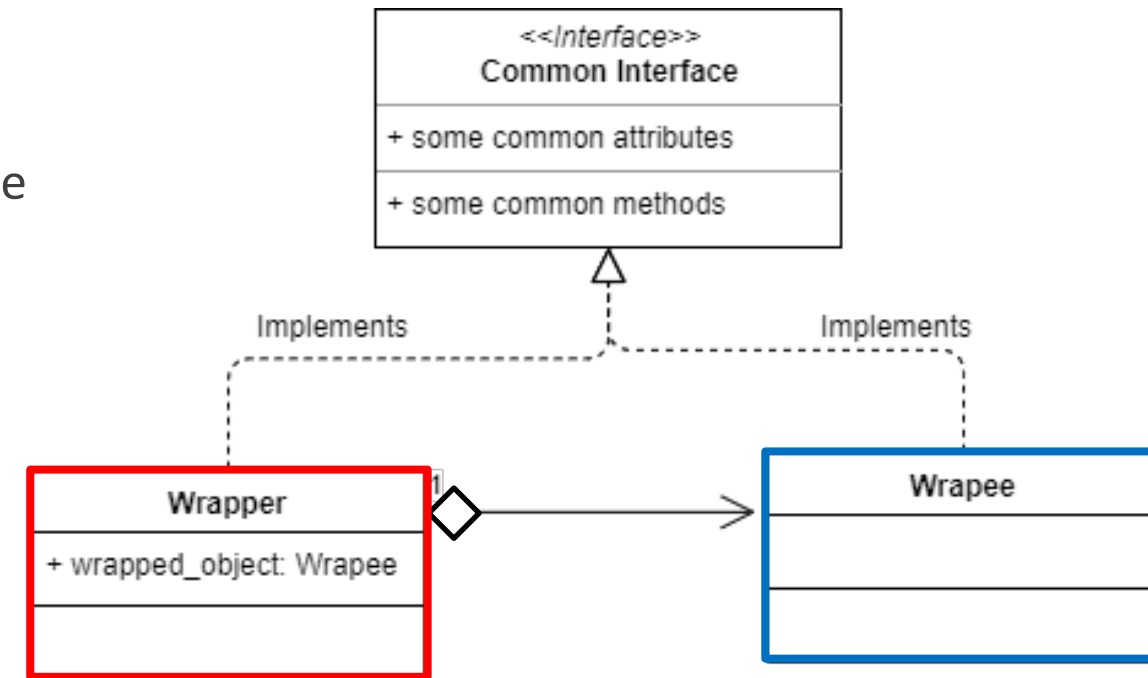 <<Interface>>
Common Interface
+ some common attributes
e
+ some common methods
Implements
Implements
Wrapper
1
Wrapee
+ wrapped_object: Wrapee